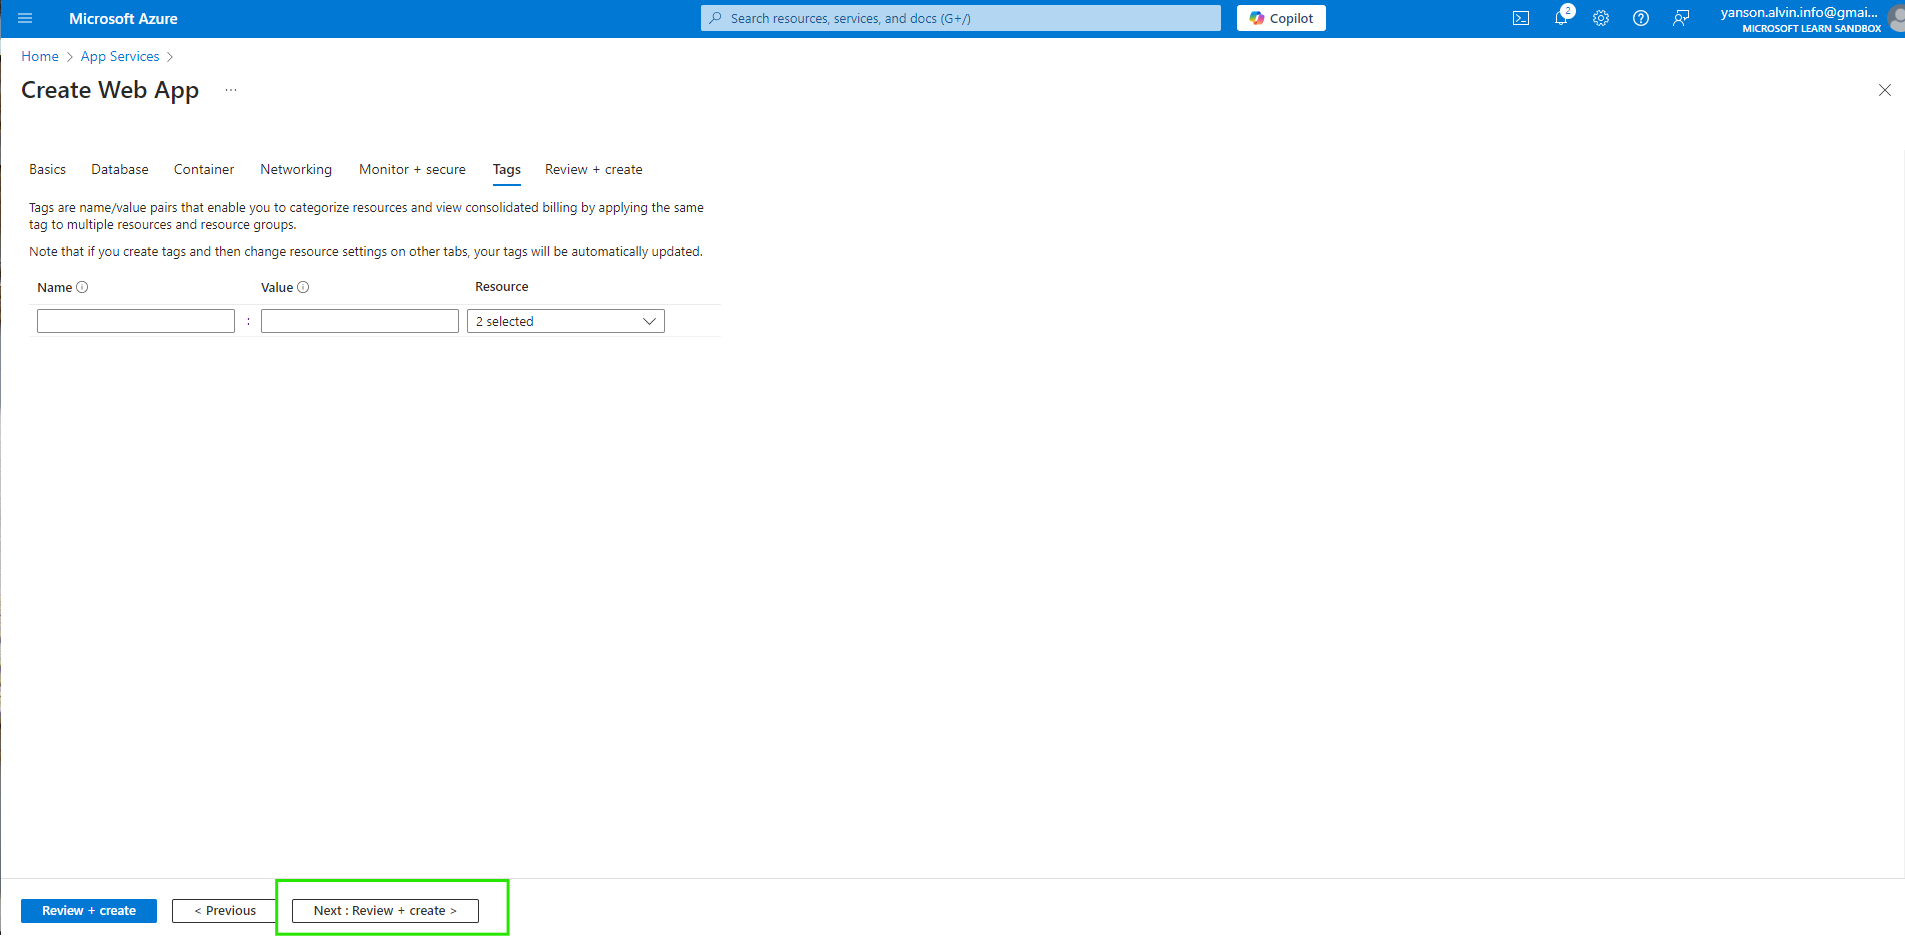 Microsoft Azure
Search resources, services, and docs (G+/)
Copilot
2
yanson.alvin.info@gmai...
MICROSOFT LEARN SANDBOX
Home > App Services >
Create Web App ...
Basics Database Container Networking Monitor + secure Tags Review + create
Tags are name/value pairs that enable you to categorize resources and view consolidated billing by applying the same
tag to multiple resources and resource groups.
Note that if you create tags and then change resource settings on other tabs, your tags will be automatically updated.
Name Value Resource
: 2 selected
Review + create < Previous Next : Review + create >